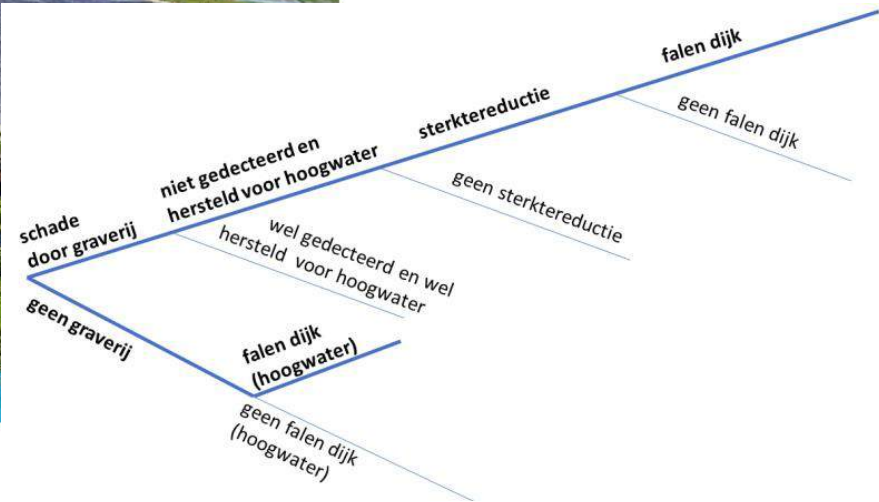 falen dijk
geen falen dijk
sterktereductie
geen sterktereductie
niet gedecteerd en
hersteld voor hoogwater
wel gedecteerd en wel
hersteld voor hoogwater
schade
door graverij
geen graverij
falen dijk
(hoogwater)
geen falen dijk
(hoogwater)